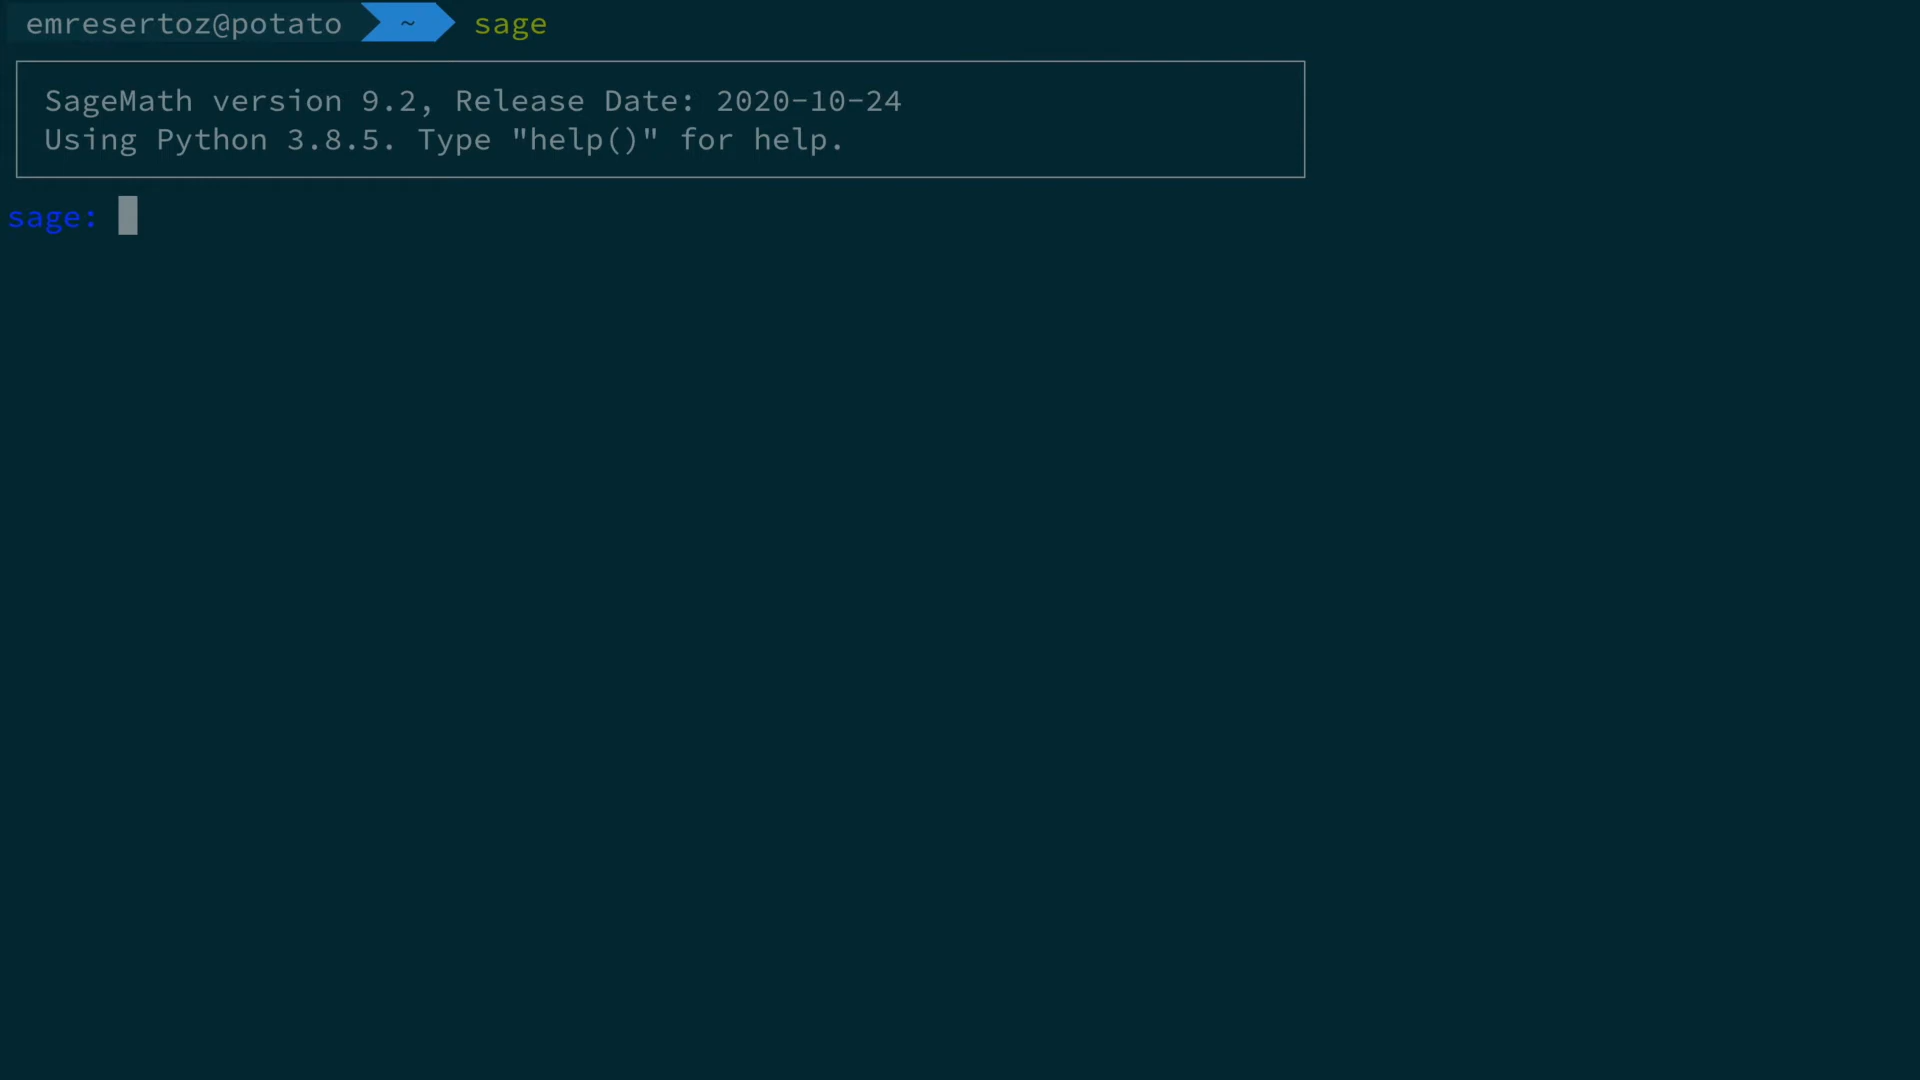 emresertoz@potato ~ sage
SageMath version 9.2, Release Date: 2020-10-24
Using Python 3.8.5. Type "help()" for help.
sage: